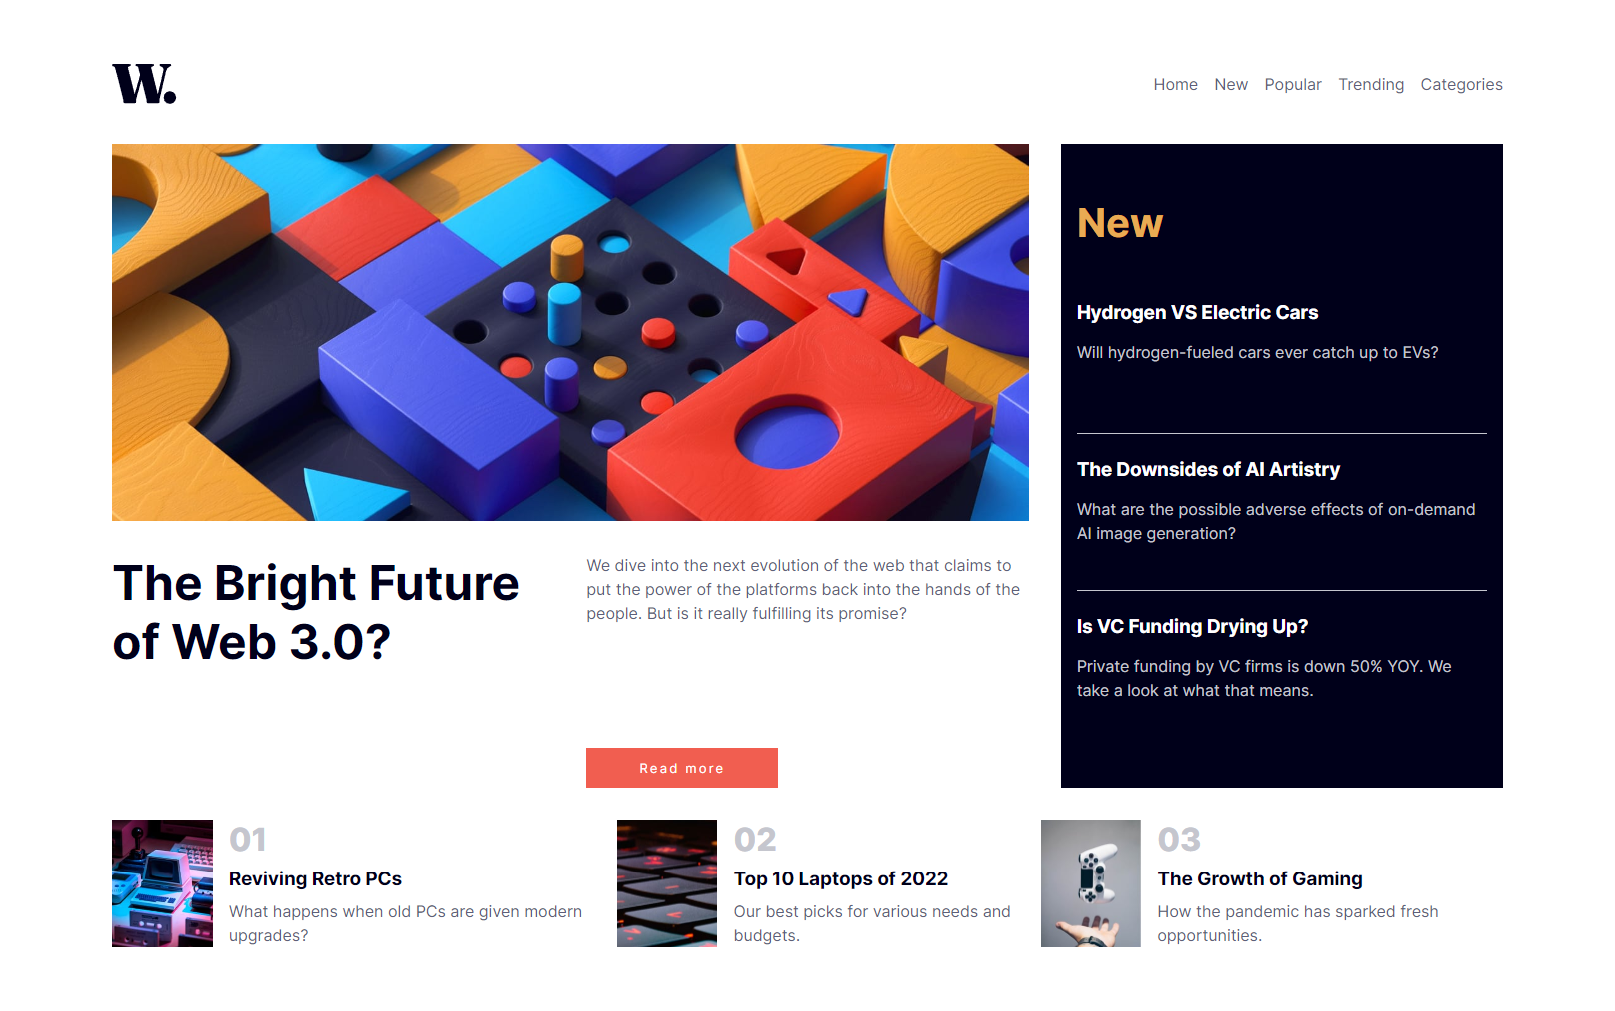 W.
Home New Popular Trending Categories
New
Hydrogen VS Electric Cars
Will hydrogen-fueled cars ever catch up to EVs?
The Downsides of AI Artistry
What are the possible adverse effects of on-demand
AI image generation?
Is VC Funding Drying Up?
Private funding by VC firms is down 50% YOY. We
take a look at what that means.
The Bright Future
of Web 3.0?
We dive into the next evolution of the web that claims to
put the power of the platforms back into the hands of the
people. But is it really fulfilling its promise?
Read more
01
Reviving Retro PCs
What happens when old PCs are given modern
upgrades?
02
Top 10 Laptops of 2022
Our best picks for various needs and
budgets.
03
The Growth of Gaming
How the pandemic has sparked fresh
opportunities.